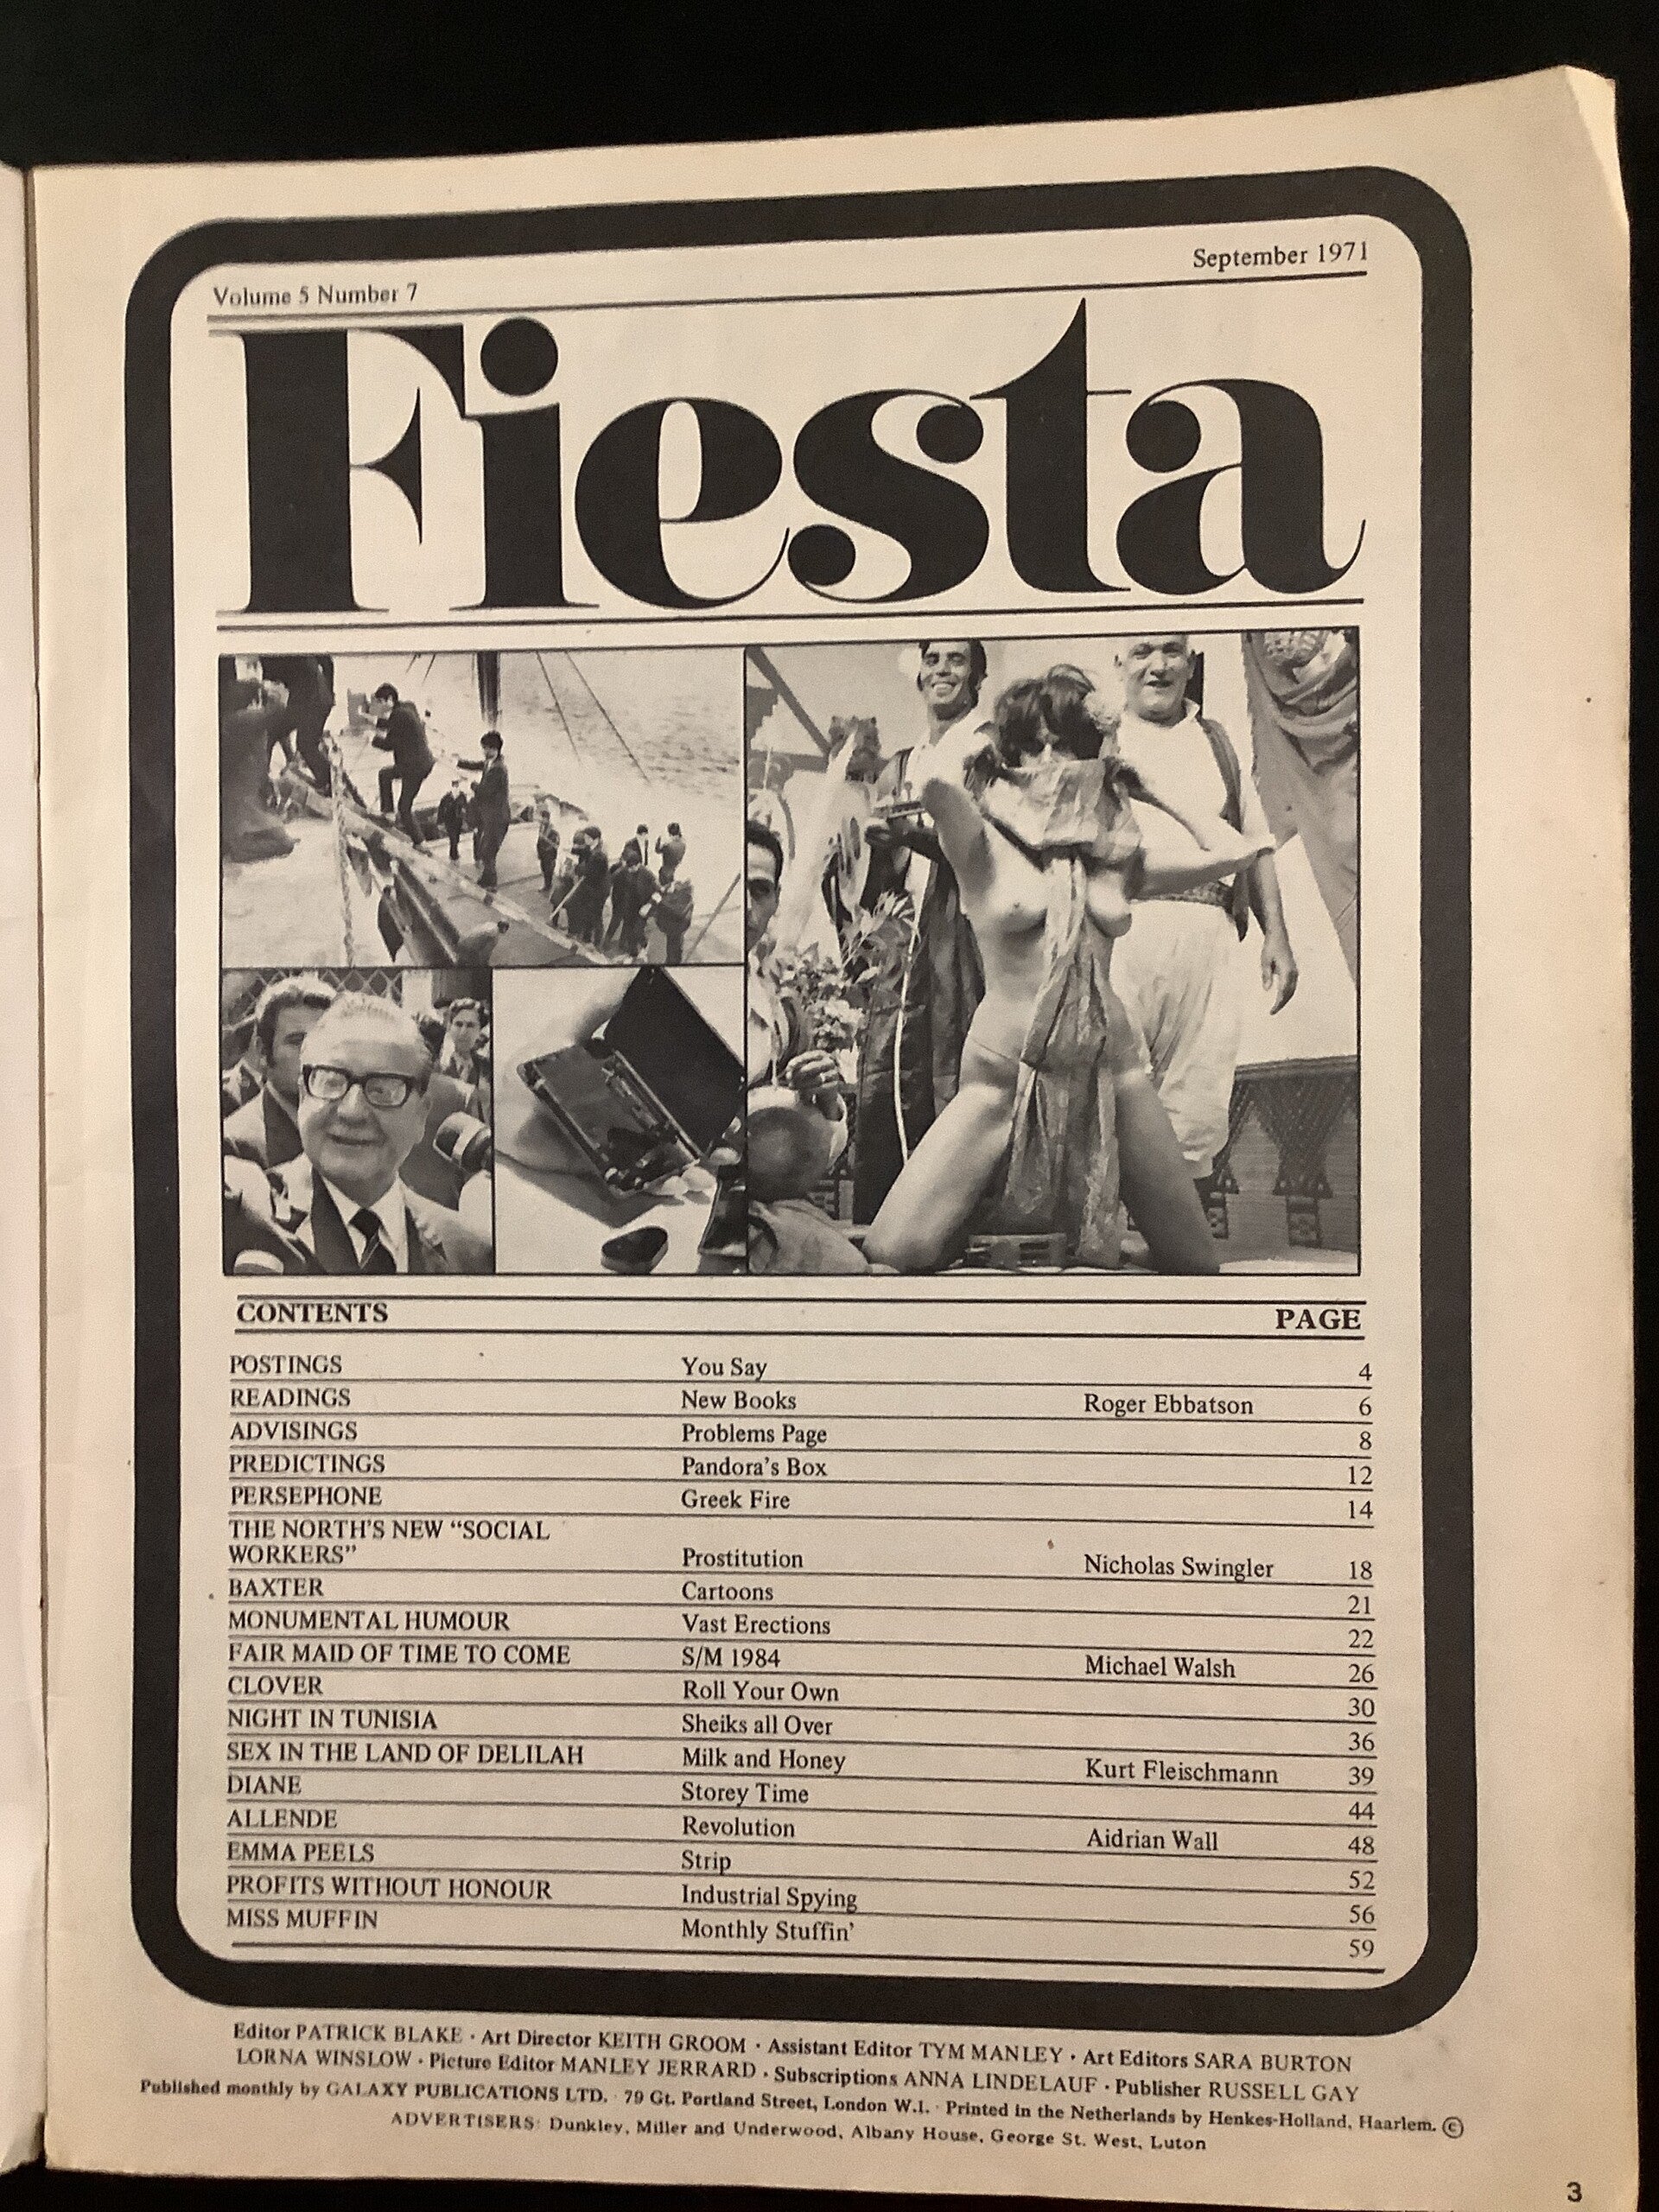 Volume 5 Number 7 September 1971
Fiesta
CONTENTS PAGE
POSTINGS You Say 4
READINGS New Books Roger Ebbatson 6
ADVISINGS Problems Page 8
PREDICTINGS Pandora's Box 12
PERSEPHONE Greek Fire 14
THE NORTH'S NEW "SOCIAL
WORKERS" Prostitution Nicholas Swingler 18
BAXTER Cartoons 21
MONUMENTAL HUMOUR Vast Erections 22
FAIR MAID OF TIME TO COME S/M 1984 Michael Walsh 26
CLOVER Roll Your Own 30
NIGHT IN TUNISIA Sheiks all Over 36
SEX IN THE LAND OF DELILAH Milk and Honey Kurt Fleischmann 39
DIANE Storey Time 44
ALLENDE Revolution Aidrian Wall 48
EMMA PEELS Strip 52
PROFITS WITHOUT HONOUR Industrial Spying 56
MISS MUFFIN Monthly Stuffin' 59
Editor PATRICK BLAKE · Art Director KEITH GROOM · Assistant Editor TYM MANLEY · Art Editors SARA BURTON
LORNA WINSLOW · Picture Editor MANLEY JERRARD · Subscriptions ANNA LINDELAUF · Publisher RUSSELL GAY
Published monthly by GALAXY PUBLICATIONS LTD. · 79 Gt. Portland Street, London W.I. · Printed in the Netherlands by Henkes-Holland, Haarlem. ©
ADVERTISERS: Dunkley, Miller and Underwood, Albany House, George St. West, Luton
3